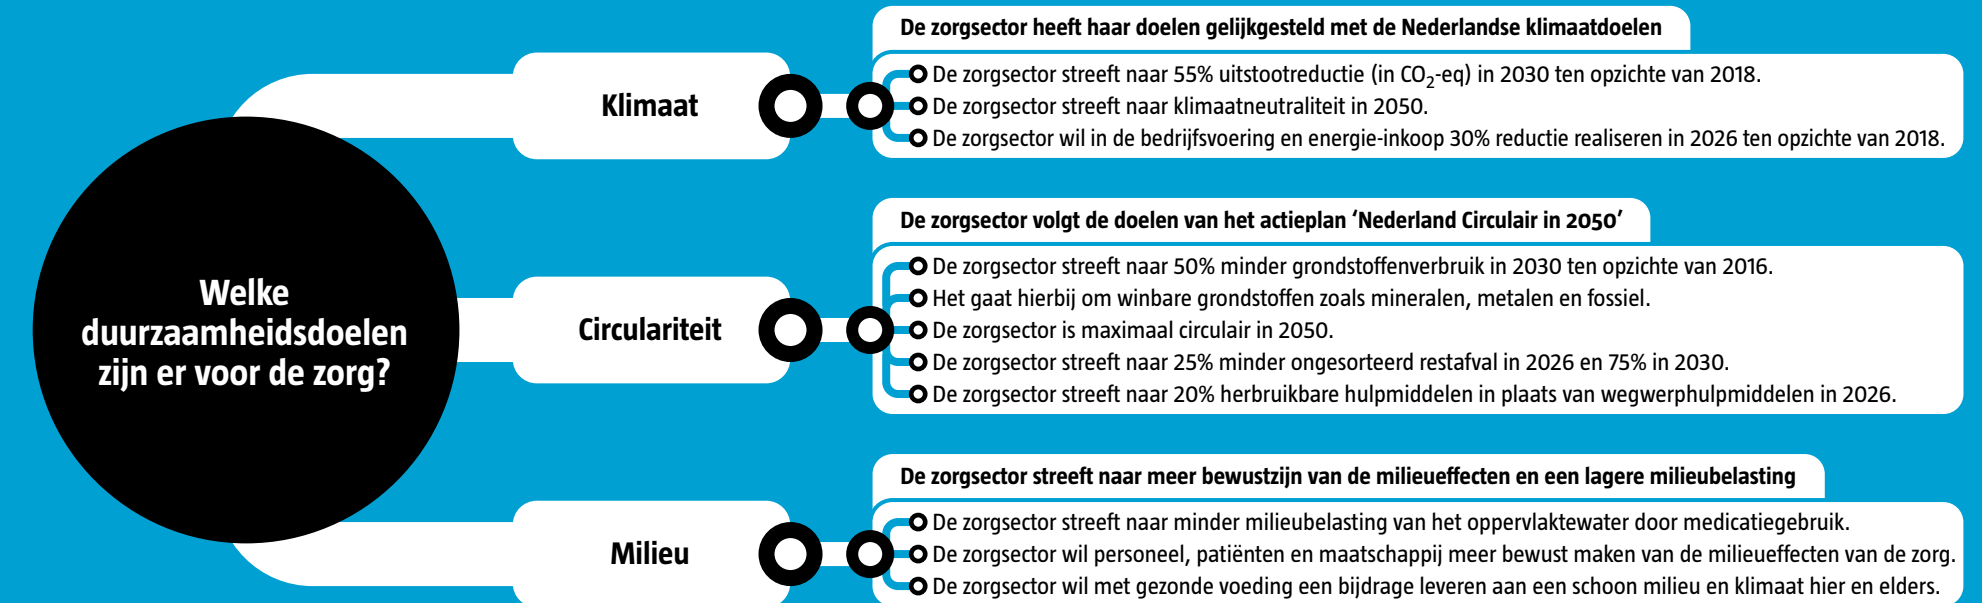 Welke
duurzaamheidsdoelen
zijn er voor de zorg?
Klimaat
De zorgsector heeft haar doelen gelijkgesteld met de Nederlandse klimaatdoelen
De zorgsector streeft naar 55% uitstootreductie (in CO₂-eq) in 2030 ten opzichte van 2018.
De zorgsector streeft naar klimaatneutraliteit in 2050.
De zorgsector wil in de bedrijfsvoering en energie-inkoop 30% reductie realiseren in 2026 ten opzichte van 2018.
Circulariteit
De zorgsector volgt de doelen van het actieplan ‘Nederland Circulair in 2050’
De zorgsector streeft naar 50% minder grondstoffenverbruik in 2030 ten opzichte van 2016.
Het gaat hierbij om winbare grondstoffen zoals mineralen, metalen en fossiel.
De zorgsector is maximaal circulair in 2050.
De zorgsector streeft naar 25% minder ongesorteerd restafval in 2026 en 75% in 2030.
De zorgsector streeft naar 20% herbruikbare hulpmiddelen in plaats van wegwerphulpmiddelen in 2026.
Milieu
De zorgsector streeft naar meer bewustzijn van de milieueffecten en een lagere milieubelasting
De zorgsector streeft naar minder milieubelasting van het oppervlaktewater door medicatiegebruik.
De zorgsector wil personeel, patiënten en maatschappij meer bewust maken van de milieueffecten van de zorg.
De zorgsector wil met gezonde voeding een bijdrage leveren aan een schoon milieu en klimaat hier en elders.